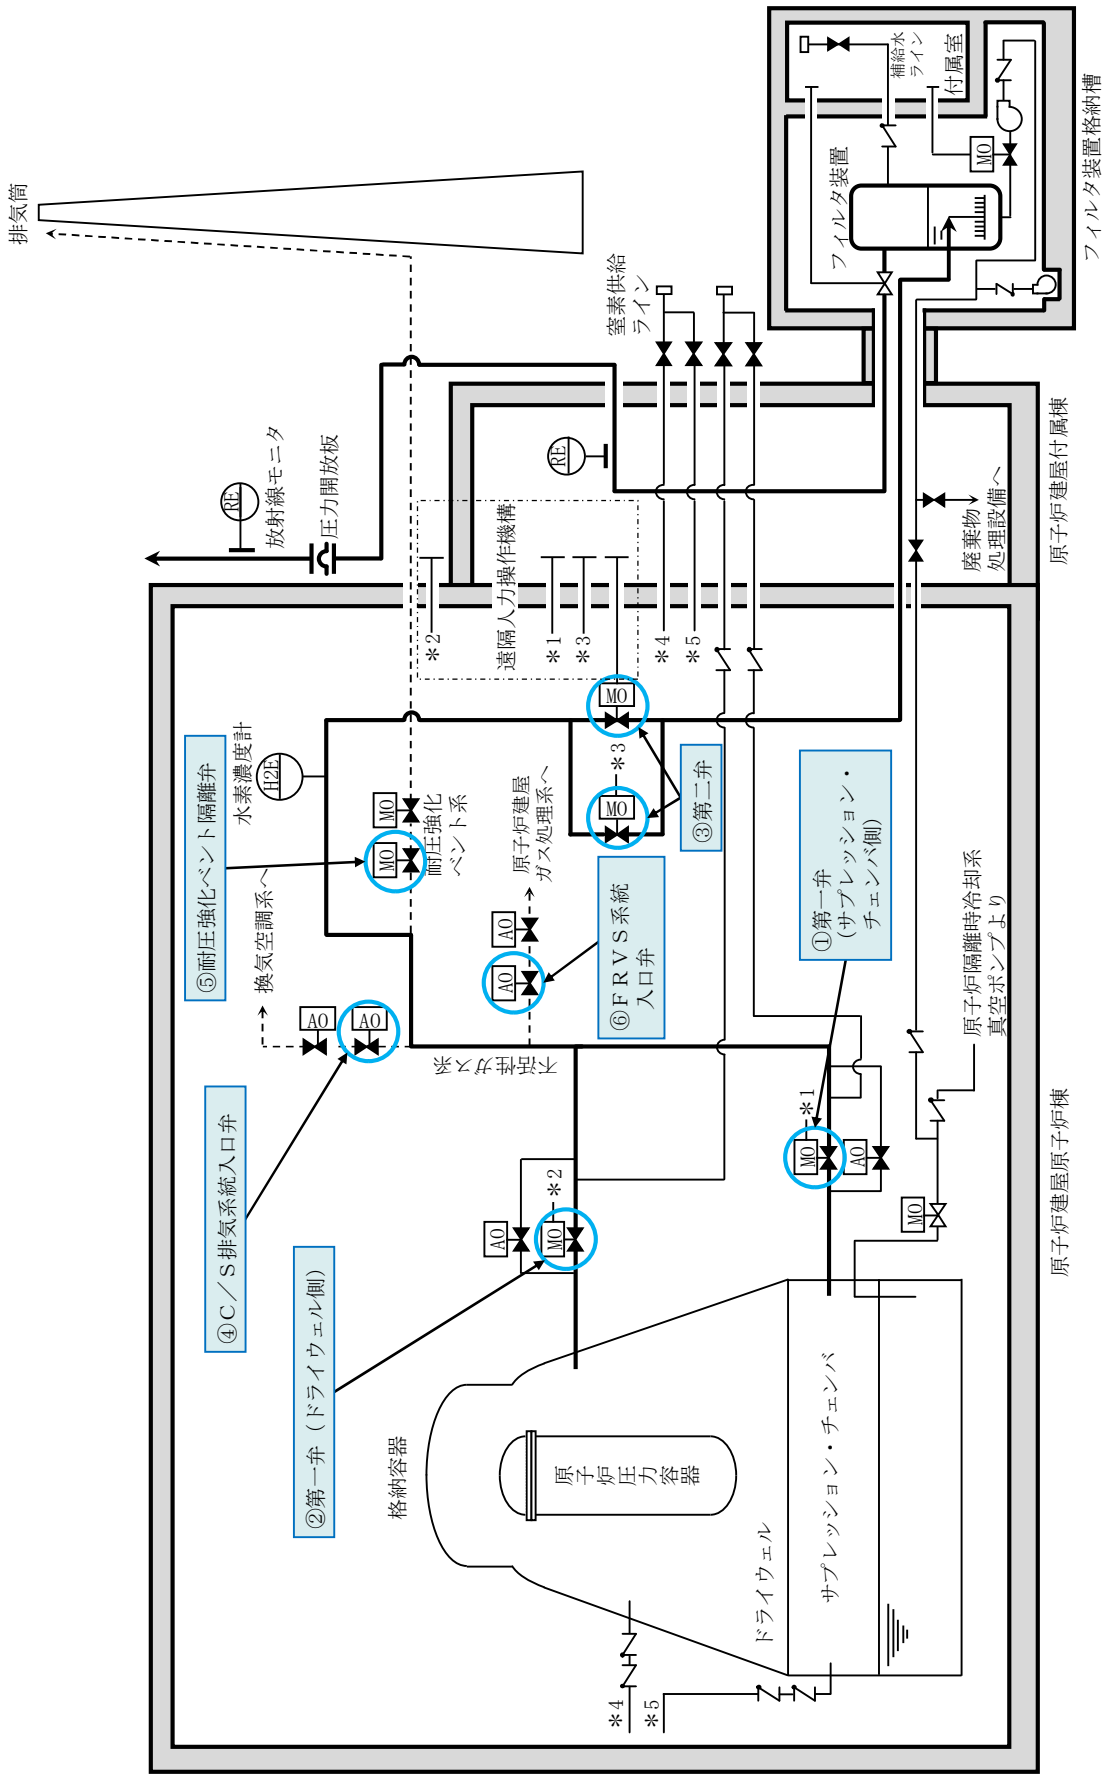 排気筒
放射線モニタ
RE
圧力開放板
RE
窒素供給
ライン
フィルタ装置
補給水
ライン
付属室
MO
フィルタ装置格納槽
水素濃度計
H2E
⑤耐圧強化ベント隔離弁
換気空調系へ
MO
MO
耐圧強化
ベント系
遠隔人力操作機構
*2
*1
*3
*4
*5
MO
MO
*3
③第二弁
原子炉建屋
ガス処理系へ
AO
AO
⑥FRVS系統
入口弁
①第一弁
(サプレッション・
チェンバ側)
廃棄物
処理設備へ
原子炉建屋付属棟
④C/S排気系統入口弁
AO
AO
不活性ガス系
②第一弁(ドライウェル側)
AO
MO
*2
MO
*1
AO
MO
原子炉隔離時冷却系
真空ポンプより
原子炉建屋原子炉棟
格納容器
原子炉圧力容器
ドライウェル
サプレッション・チェンバ
*4
*5